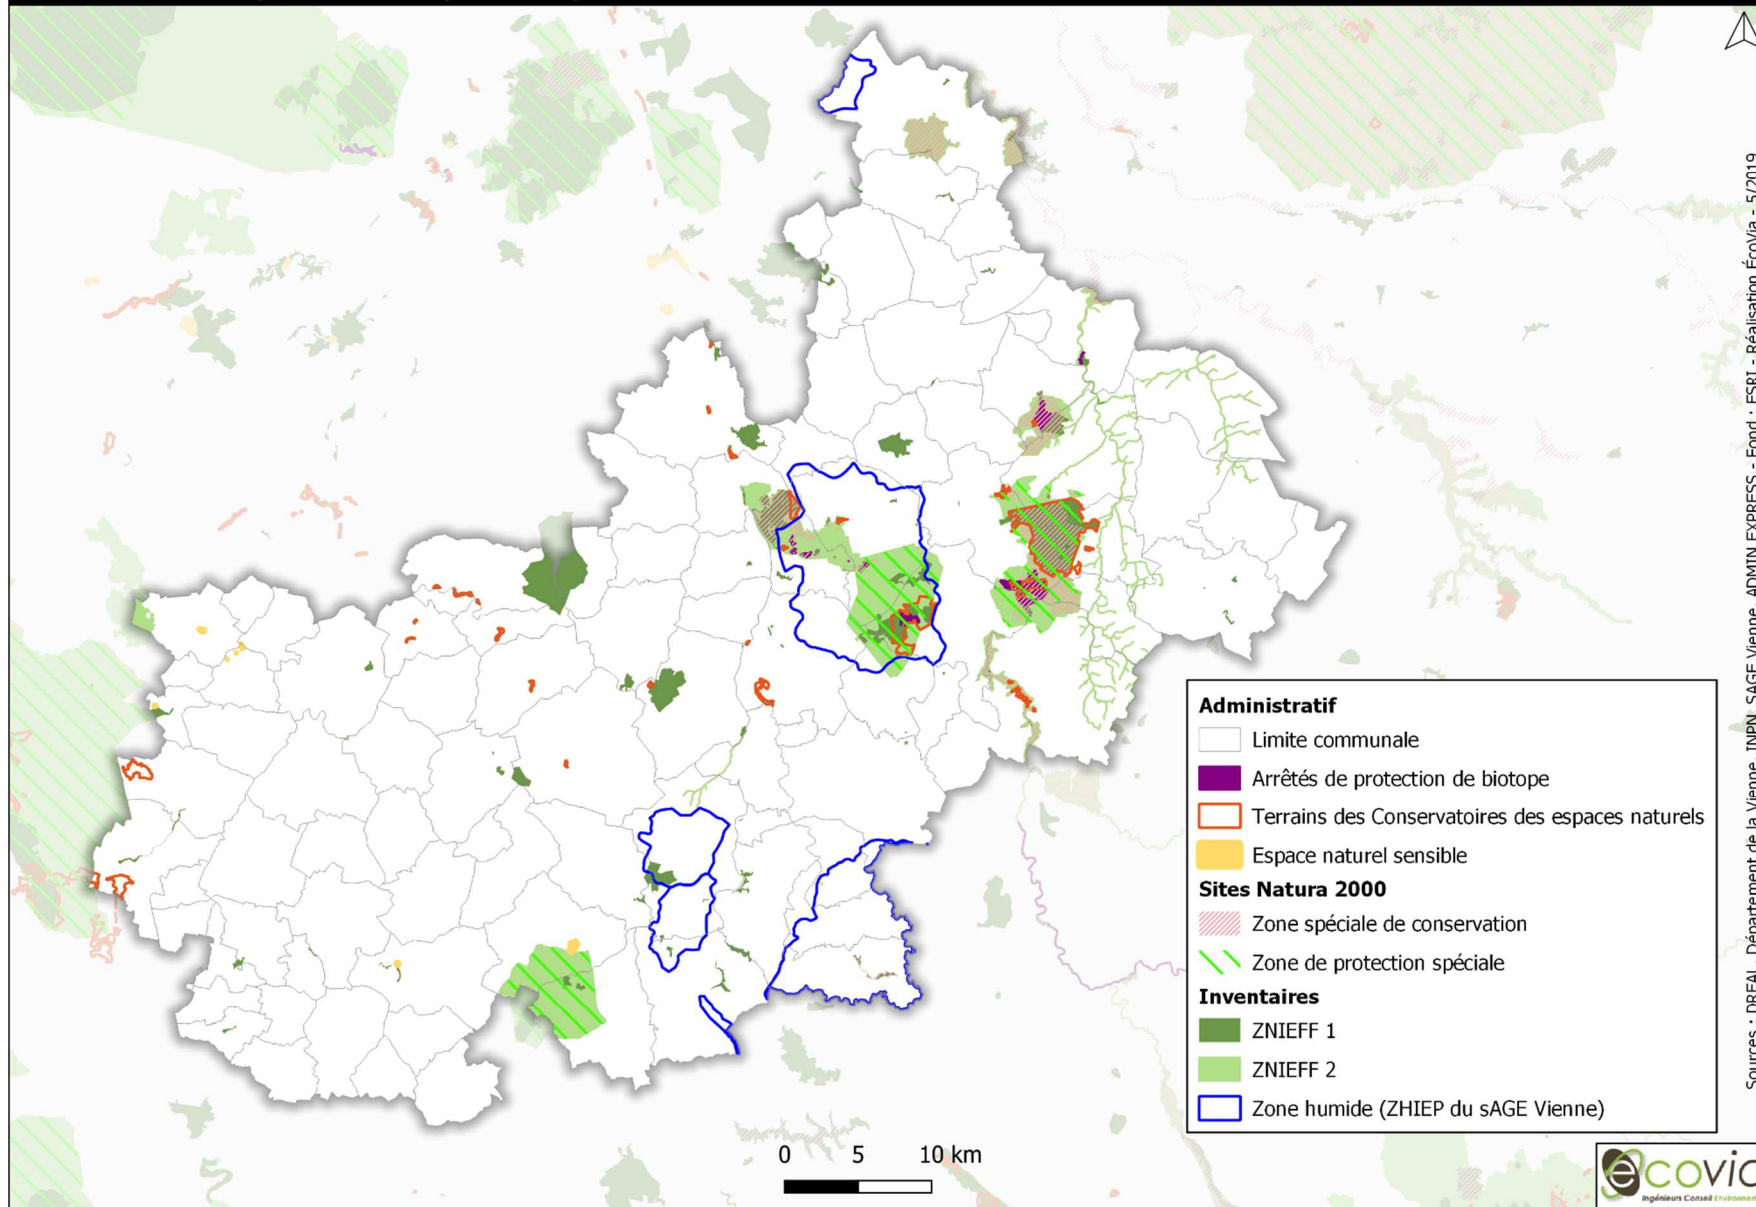 Administratif
Limite communale
Arrêtés de protection de biotope
Terrains des Conservatoires des espaces naturels
Espace naturel sensible
Sites Natura 2000
Zone spéciale de conservation
Zone de protection spéciale
Inventaires
ZNIEFF 1
ZNIEFF 2
Zone humide (ZHIEP du sAGE Vienne)
0 5 10 km
Sources : DREAL, Département de la Vienne, INPN, SAGE Vienne, ADMIN EXPRESS - Fond : ESRI - Réalisation ÉcoVia - 5/2019
ecovia
Ingénieurs Conseil